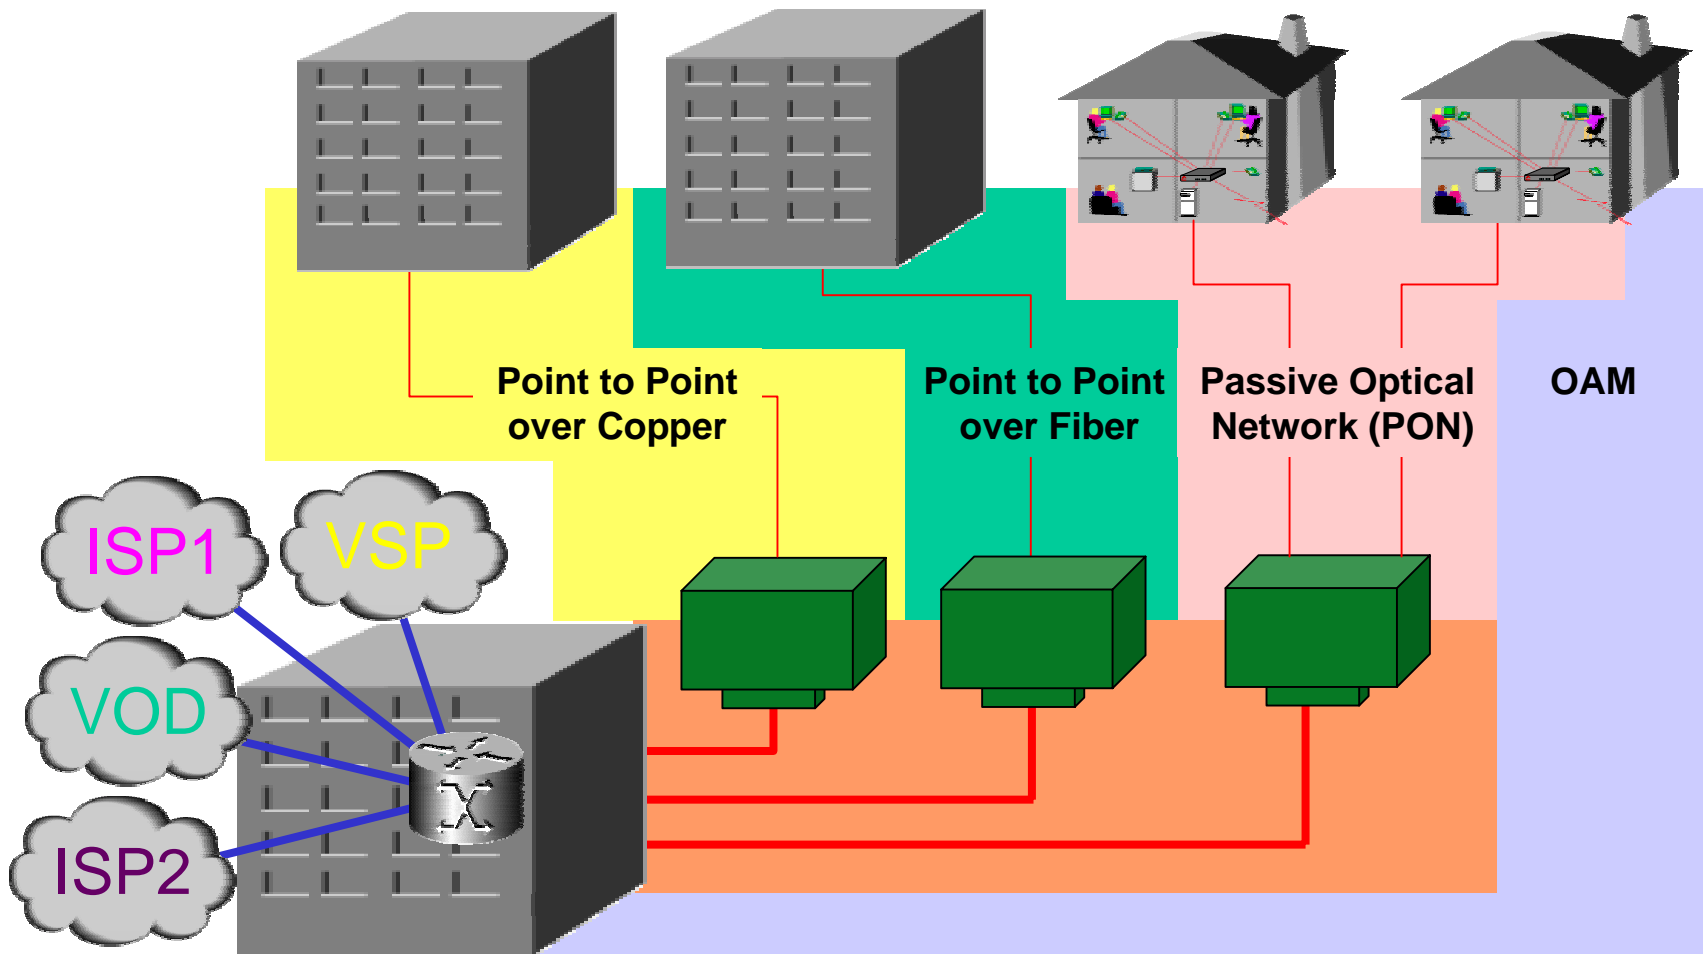 Point to Point
over Copper
Point to Point
over Fiber
Passive Optical
Network (PON)
OAM
ISP1
VSP
VOD
ISP2